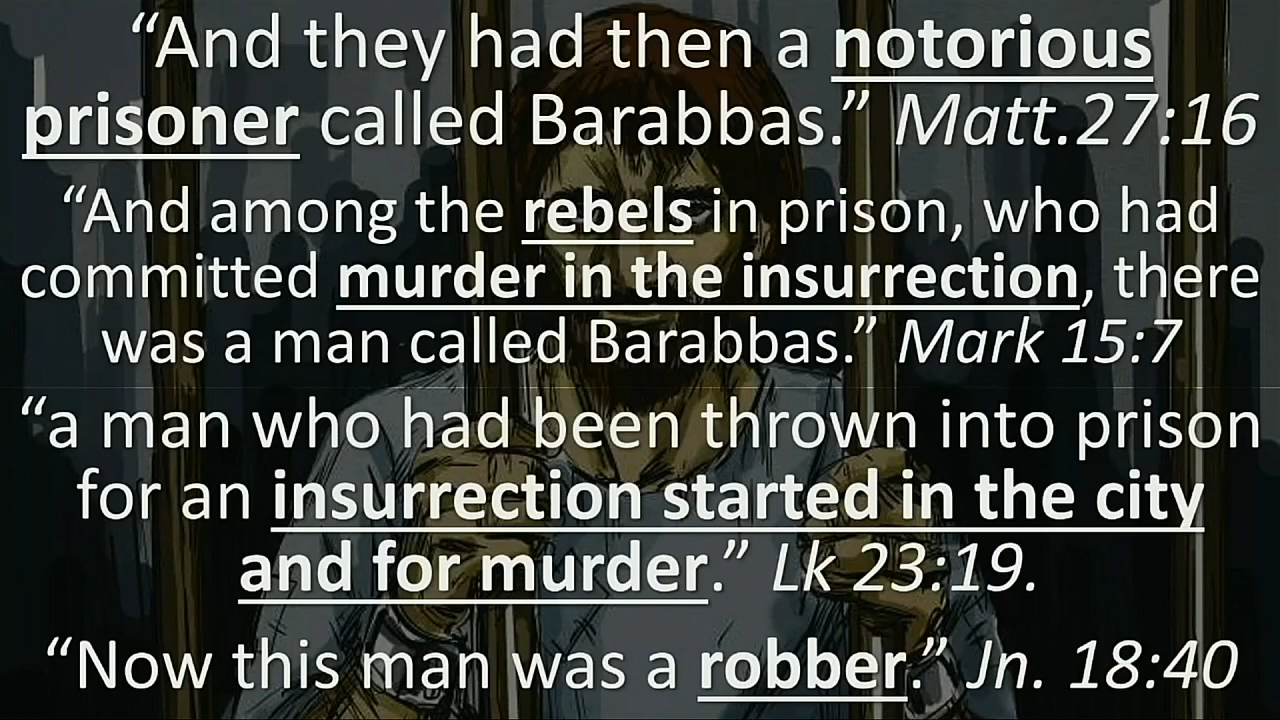 “And they had then a notorious
prisoner called Barabbas.” Matt.27:16
“And among the rebels in prison, who had
committed murder in the insurrection, there
was a man called Barabbas.” Mark 15:7
“a man who had been thrown into prison
for an insurrection started in the city
and for murder.” Lk 23:19.
“Now this man was a robber.” Jn. 18:40